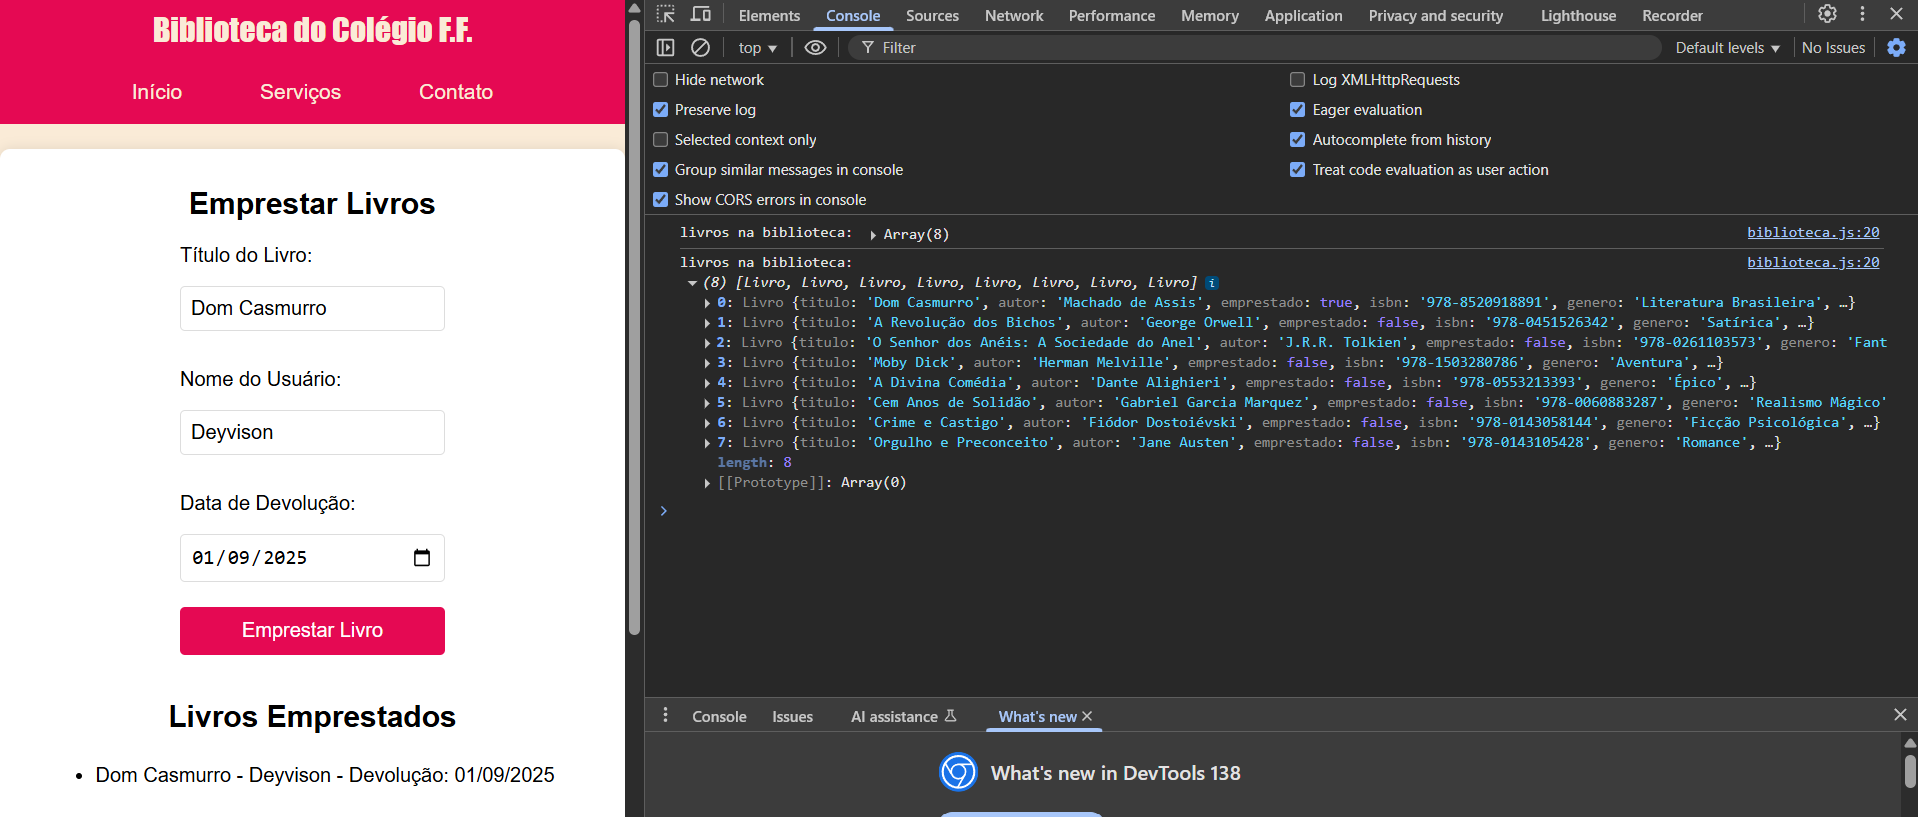 Biblioteca do Colégio F.F.
Início Serviços Contato
Emprestar Livros
Título do Livro:
Dom Casmurro
Nome do Usuário:
Deyvison
Data de Devolução:
01/09/2025
Emprestar Livro
Livros Emprestados
• Dom Casmurro - Deyvison - Devolução: 01/09/2025
Elements Console Sources Network Performance Memory Application Privacy and security Lighthouse Recorder
top Filter Default levels No Issues
Hide network
Preserve log
Selected context only
Group similar messages in console
Show CORS errors in console
Log XMLHttpRequests
Eager evaluation
Autocomplete from history
Treat code evaluation as user action
livros na biblioteca: Array(8) biblioteca.js:20
livros na biblioteca: biblioteca.js:20
(8) [Livro, Livro, Livro, Livro, Livro, Livro, Livro, Livro] i
0: Livro {titulo: 'Dom Casmurro', autor: 'Machado de Assis', emprestado: true, isbn: '978-8520918891', genero: 'Literatura Brasileira', …}
1: Livro {titulo: 'A Revolução dos Bichos', autor: 'George Orwell', emprestado: false, isbn: '978-0451526342', genero: 'Satírica', …}
2: Livro {titulo: 'O Senhor dos Anéis: A Sociedade do Anel', autor: 'J.R.R. Tolkien', emprestado: false, isbn: '978-0261103573', genero: 'Fant
3: Livro {titulo: 'Moby Dick', autor: 'Herman Melville', emprestado: false, isbn: '978-1503280786', genero: 'Aventura', …}
4: Livro {titulo: 'A Divina Comédia', autor: 'Dante Alighieri', emprestado: false, isbn: '978-0553213393', genero: 'Épico', …}
5: Livro {titulo: 'Cem Anos de Solidão', autor: 'Gabriel Garcia Marquez', emprestado: false, isbn: '978-0060883287', genero: 'Realismo Mágico'
6: Livro {titulo: 'Crime e Castigo', autor: 'Fiódor Dostoiévski', emprestado: false, isbn: '978-0143058144', genero: 'Ficção Psicológica', …}
7: Livro {titulo: 'Orgulho e Preconceito', autor: 'Jane Austen', emprestado: false, isbn: '978-0143105428', genero: 'Romance', …}
length: 8
[[Prototype]]: Array(0)
Console Issues AI assistance What's new
What's new in DevTools 138